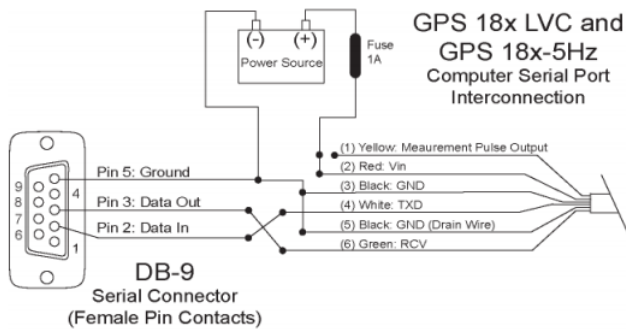 GPS 18x LVC and
GPS 18x-5Hz
Computer Serial Port
Interconnection
(-) (+)
Power Source
Fuse
1A
(1) Yellow: Meaurement Pulse Output
(2) Red: Vin
(3) Black: GND
(4) White: TXD
(5) Black: GND (Drain Wire)
(6) Green: RCV
Pin 5: Ground
Pin 3: Data Out
Pin 2: Data In
9
8
7
6
4
1
DB-9
Serial Connector
(Female Pin Contacts)